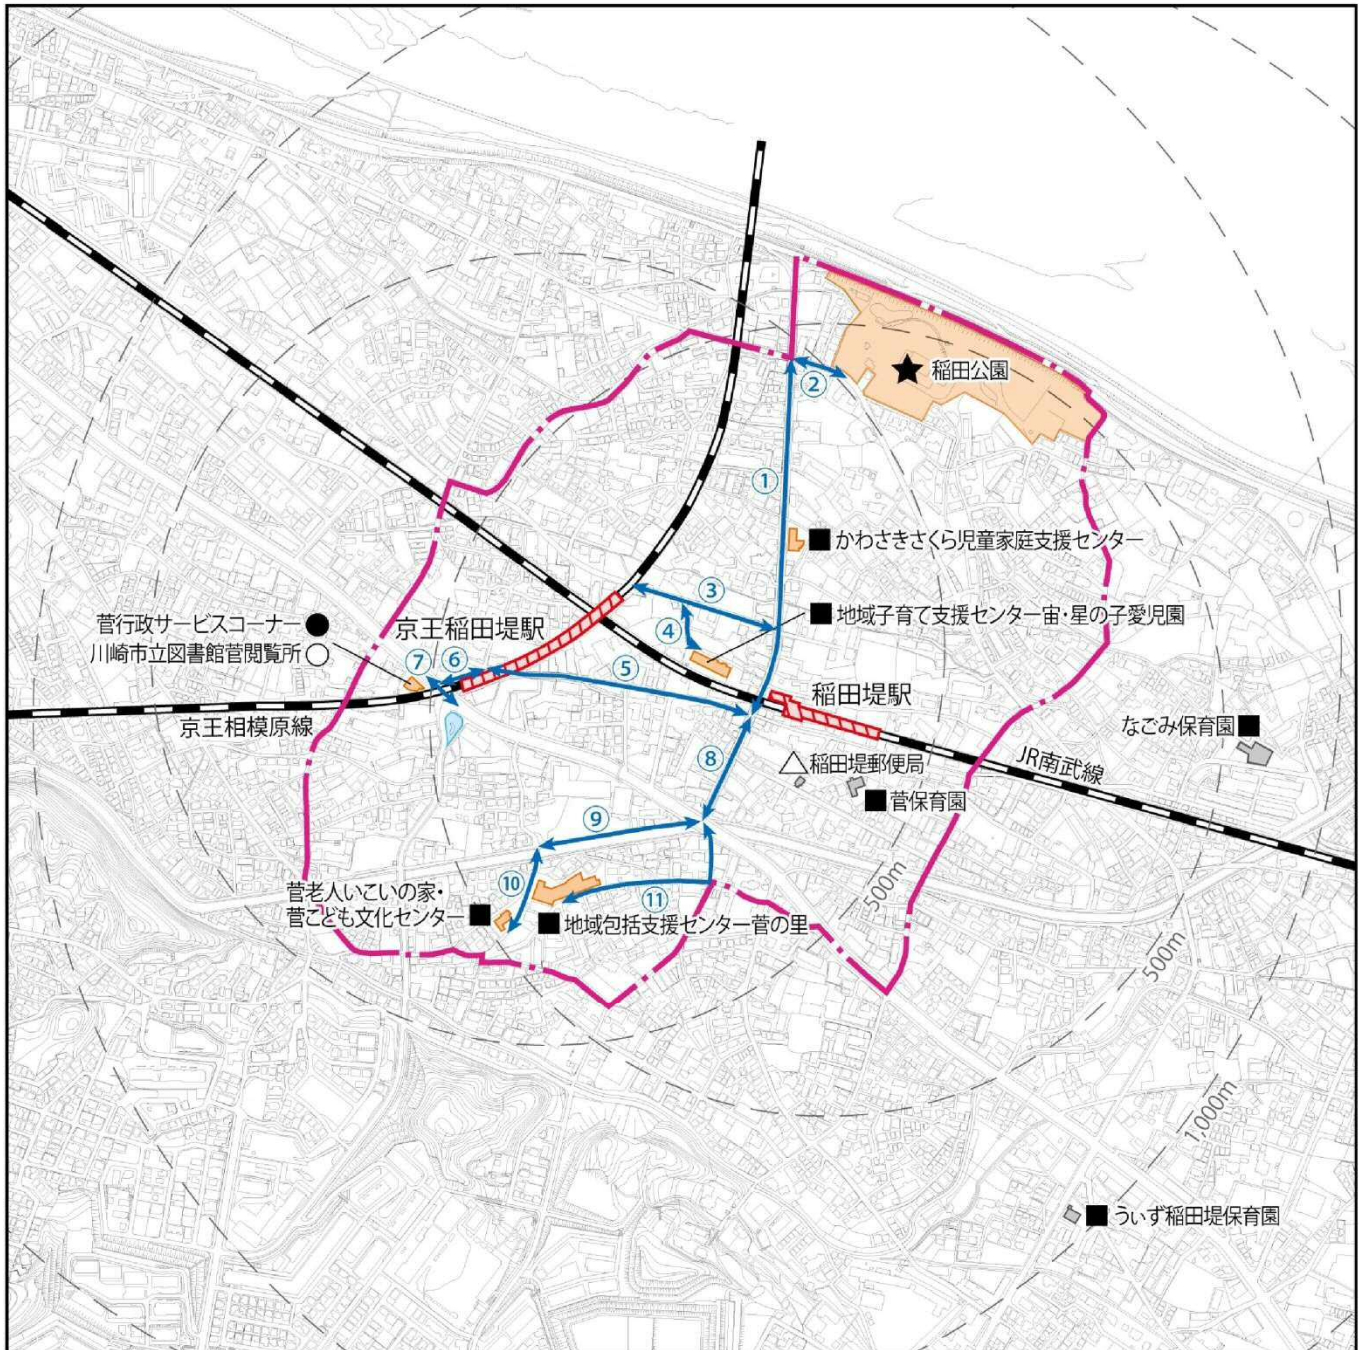 稲田公園
②
①
かわさきさくら児童家庭支援センター
③
地域子育て支援センター宙・星の子愛児園
菅行政サービスコーナー
川崎市立図書館菅閲覧所
京王稲田堤駅
④
⑦
⑥
⑤
稲田堤駅
京王相模原線
なごみ保育園
⑧
稲田堤郵便局
JR南武線
菅保育園
⑨
500m
菅老人いこいの家・
菅こども文化センター
⑩
⑪
地域包括支援センター菅の里
500m
1,000m
うぃず稲田堤保育園